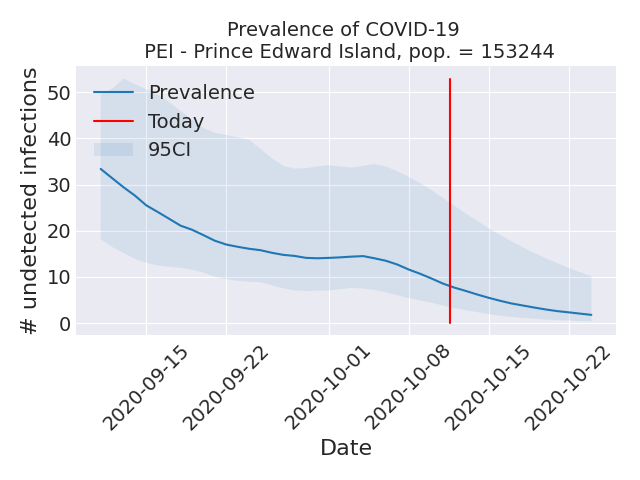 Prevalence of COVID-19
PEI - Prince Edward Island, pop. = 153244
# undetected infections
50
40
30
20
10
0
Prevalence
Today
95CI
2020-09-15
2020-09-22
2020-10-01
2020-10-08
2020-10-15
2020-10-22
Date